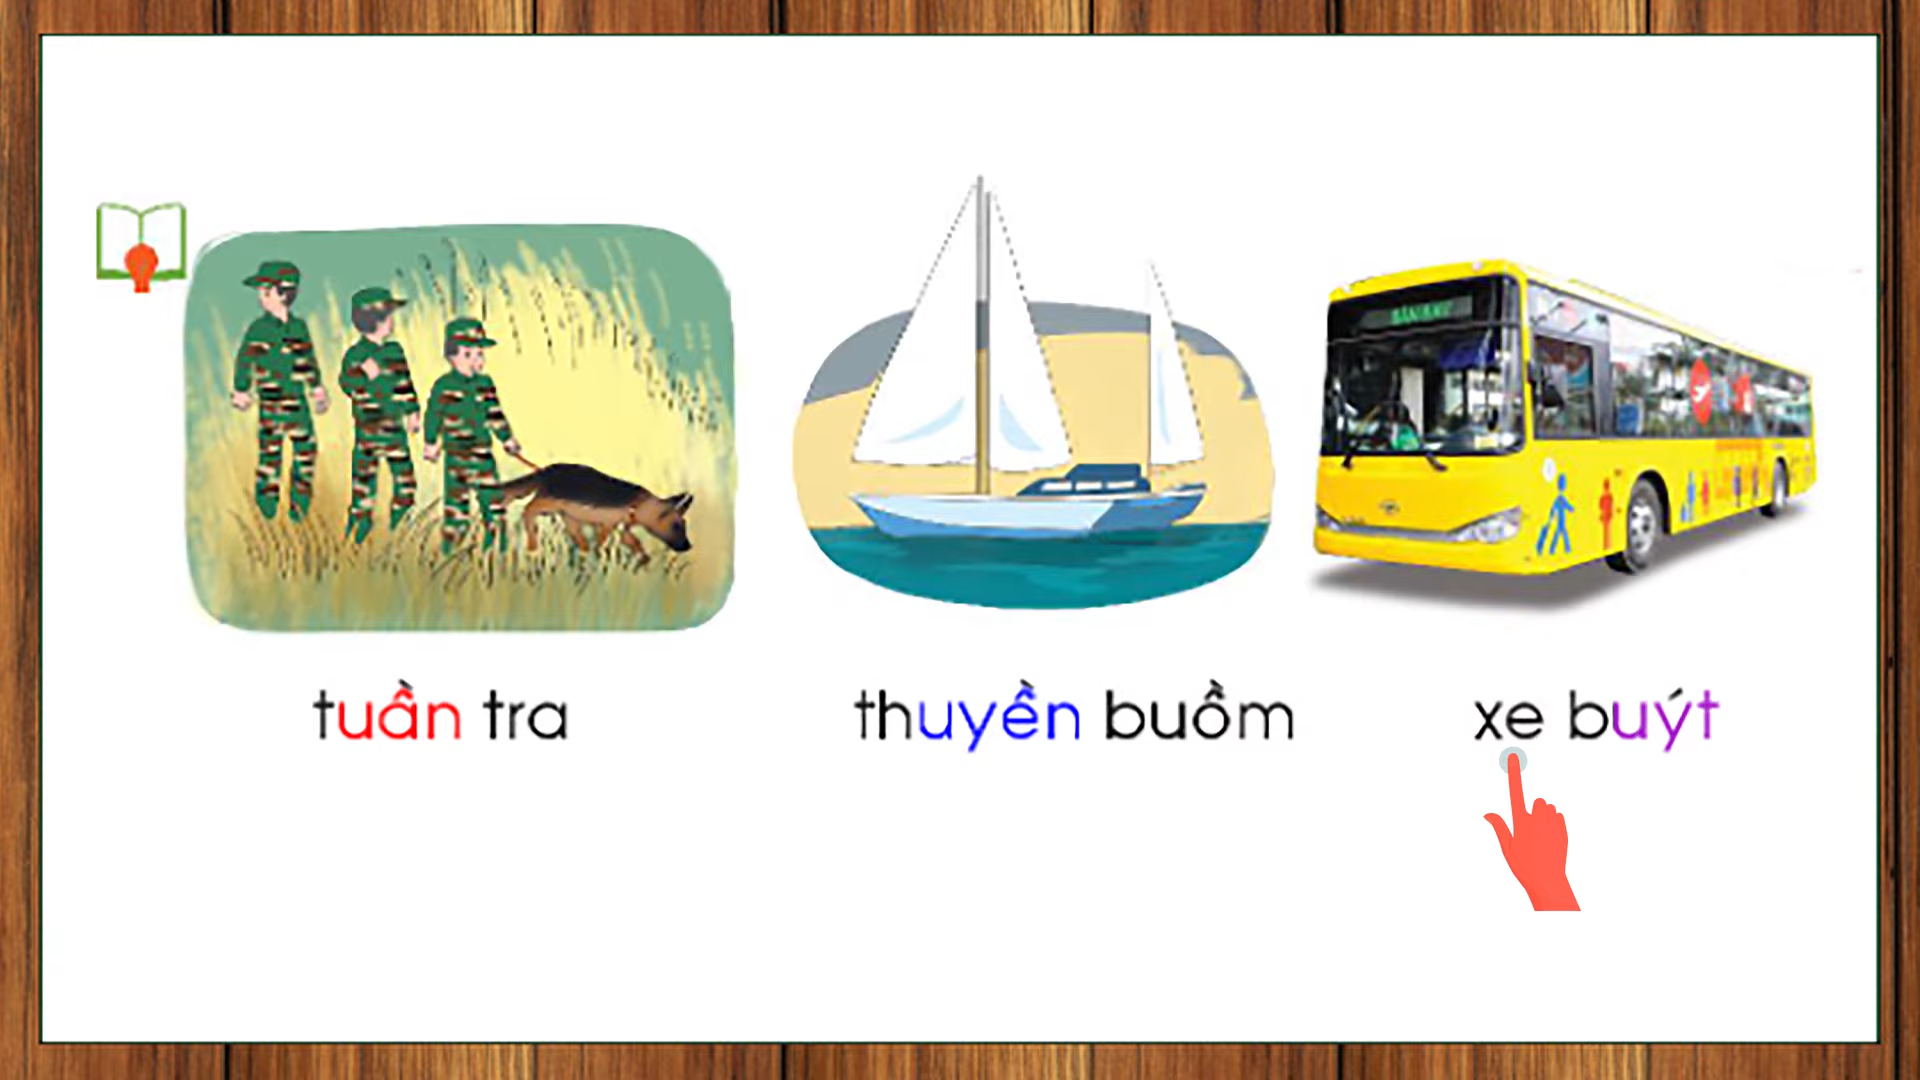 tuần tra
thuyền buồm
xe buýt